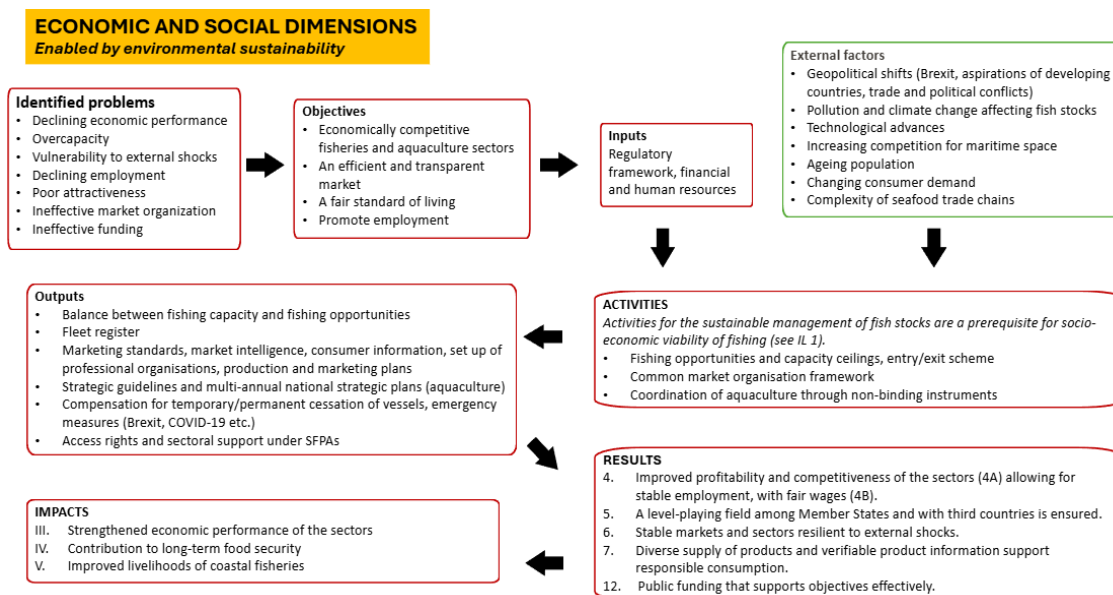 ECONOMIC AND SOCIAL DIMENSIONS
Enabled by environmental sustainability
Identified problems
• Declining economic performance
• Overcapacity
• Vulnerability to external shocks
• Declining employment
• Poor attractiveness
• Ineffective market organization
• Ineffective funding
Objectives
• Economically competitive
fisheries and aquaculture sectors
• An efficient and transparent
market
• A fair standard of living
• Promote employment
Inputs
Regulatory
framework, financial
and human resources
External factors
• Geopolitical shifts (Brexit, aspirations of developing
countries, trade and political conflicts)
• Pollution and climate change affecting fish stocks
• Technological advances
• Increasing competition for maritime space
• Ageing population
• Changing consumer demand
• Complexity of seafood trade chains
ACTIVITIES
Activities for the sustainable management of fish stocks are a prerequisite for socio-
economic viability of fishing (see IL 1).
• Fishing opportunities and capacity ceilings, entry/exit scheme
• Common market organisation framework
• Coordination of aquaculture through non-binding instruments
Outputs
• Balance between fishing capacity and fishing opportunities
• Fleet register
• Marketing standards, market intelligence, consumer information, set up of
professional organisations, production and marketing plans
• Strategic guidelines and multi-annual national strategic plans (aquaculture)
• Compensation for temporary/permanent cessation of vessels, emergency
measures (Brexit, COVID-19 etc.)
• Access rights and sectoral support under SFPAs
RESULTS
4. Improved profitability and competitiveness of the sectors (4A) allowing for
stable employment, with fair wages (4B).
5. A level-playing field among Member States and with third countries is ensured.
6. Stable markets and sectors resilient to external shocks.
7. Diverse supply of products and verifiable product information support
responsible consumption.
12. Public funding that supports objectives effectively.
IMPACTS
III. Strengthened economic performance of the sectors
IV. Contribution to long-term food security
V. Improved livelihoods of coastal fisheries